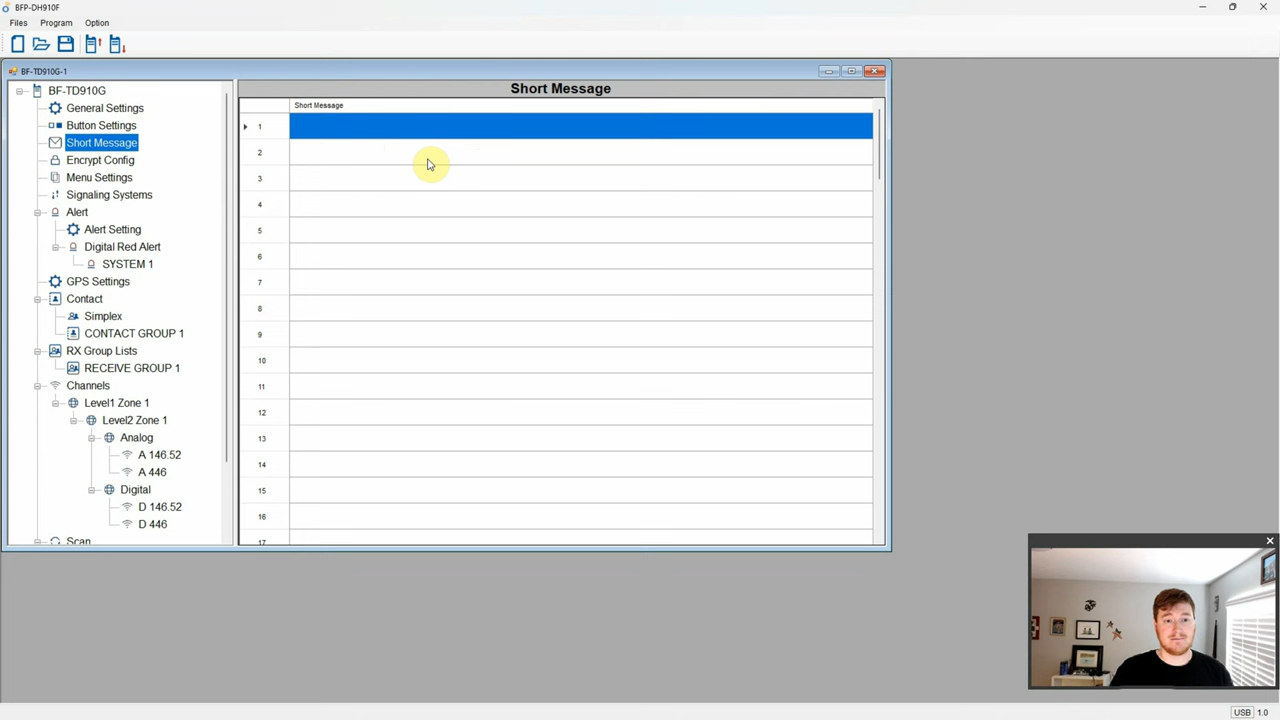 BFP-DH910F
Files Program Option
BF-TD910G-1
BF-TD910G
General Settings
Button Settings
Short Message
Encrypt Config
Menu Settings
Signaling Systems
Alert
Alert Setting
Digital Red Alert
SYSTEM 1
GPS Settings
Contact
Simplex
CONTACT GROUP 1
RX Group Lists
RECEIVE GROUP 1
Channels
Level1 Zone 1
Level2 Zone 1
Analog
A 146.52
A 446
Digital
D 146.52
D 446
Scan
Short Message
Short Message
1
2
3
4
5
6
7
8
9
10
11
12
13
14
15
16
17
USB 1.0